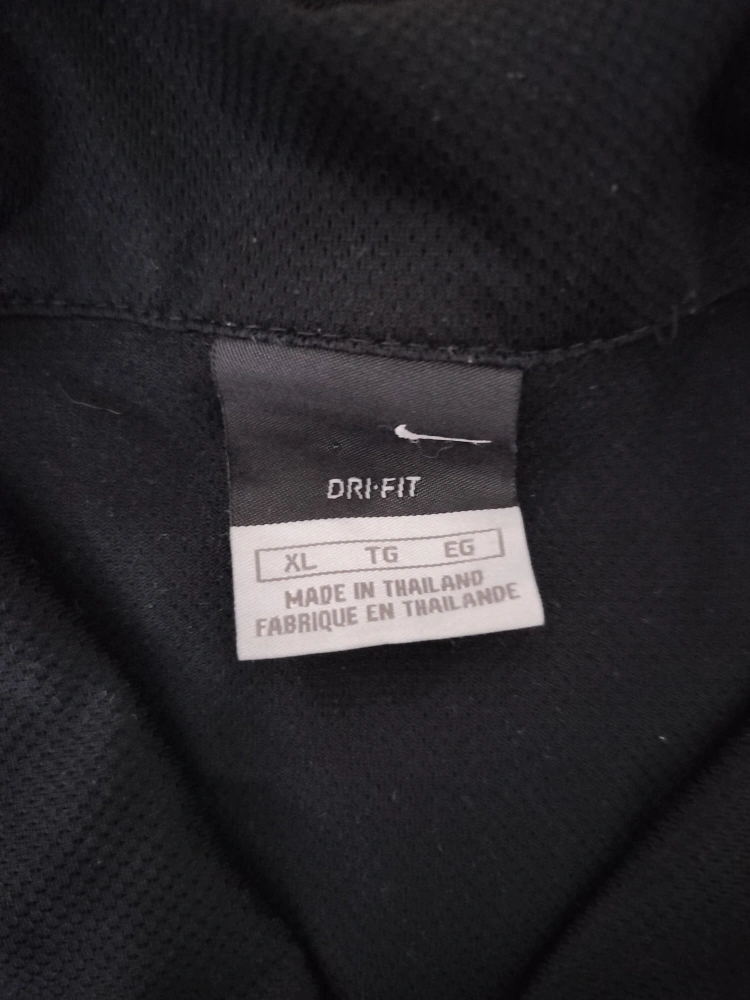 DRI·FIT
XL TG EG
MADE IN THAILAND
FABRIQUE EN THAILANDE